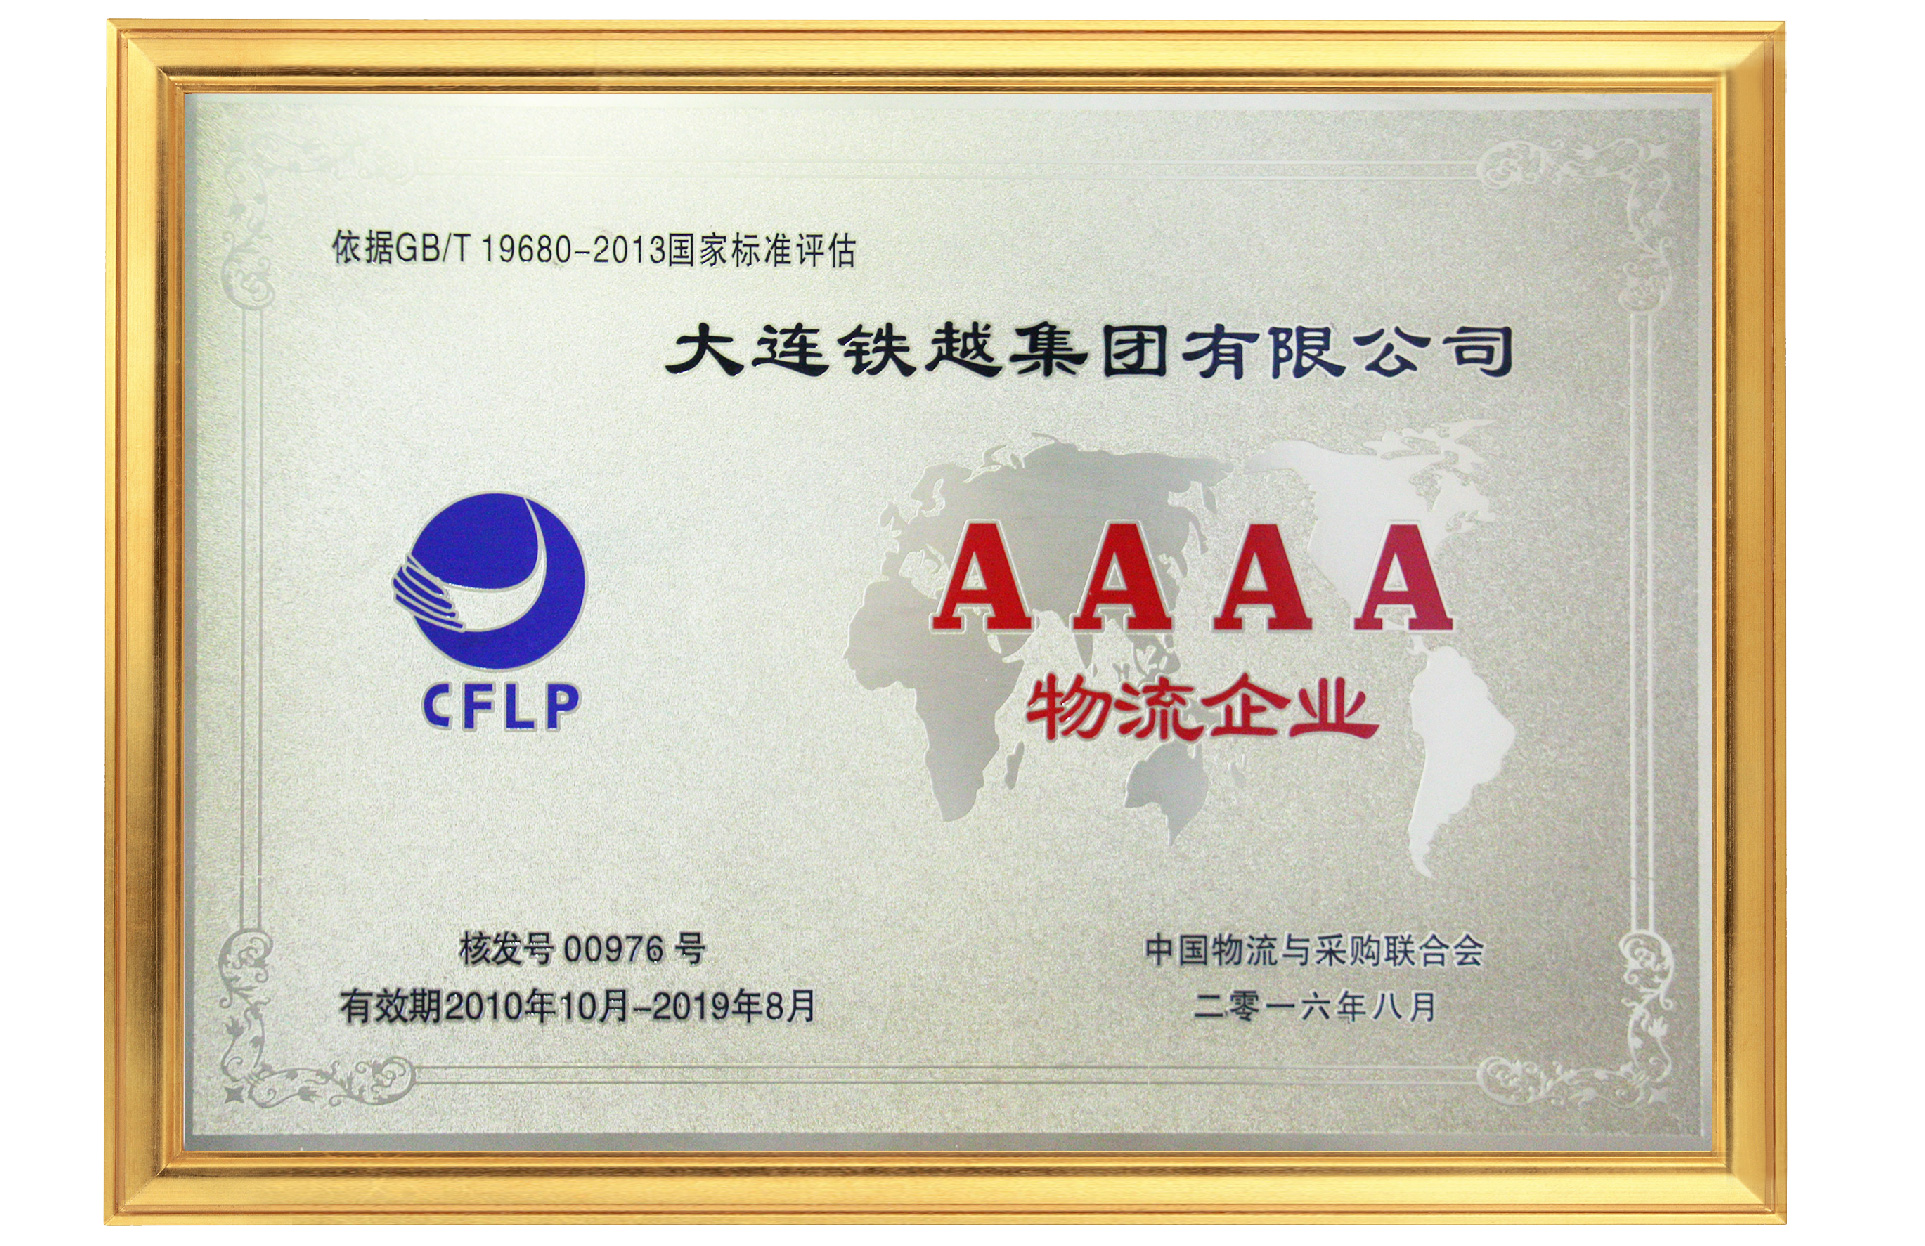 依据GB/T 19680-2013国家标准评估
大连铁越集团有限公司
CFLP
AAAA
物流企业
核发号 00976 号
有效期2010年10月-2019年8月
中国物流与采购联合会
二零一六年八月